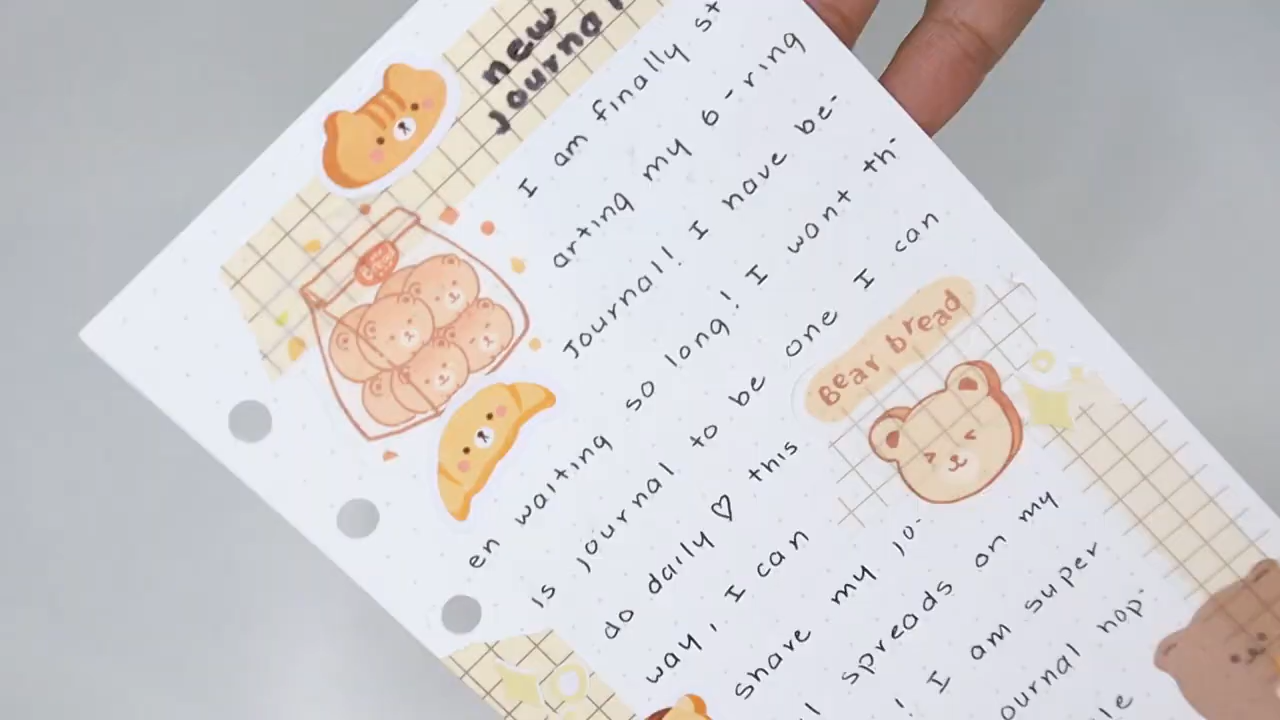 new
journal
I am finally st
arting my 6-ring
Journal! I have be-
en waiting so long! I want th-
is journal to be one I can
do daily ♡ this
way, I can
share my jo-
spreads on my
! I am super
ournal hop-
Bear bread